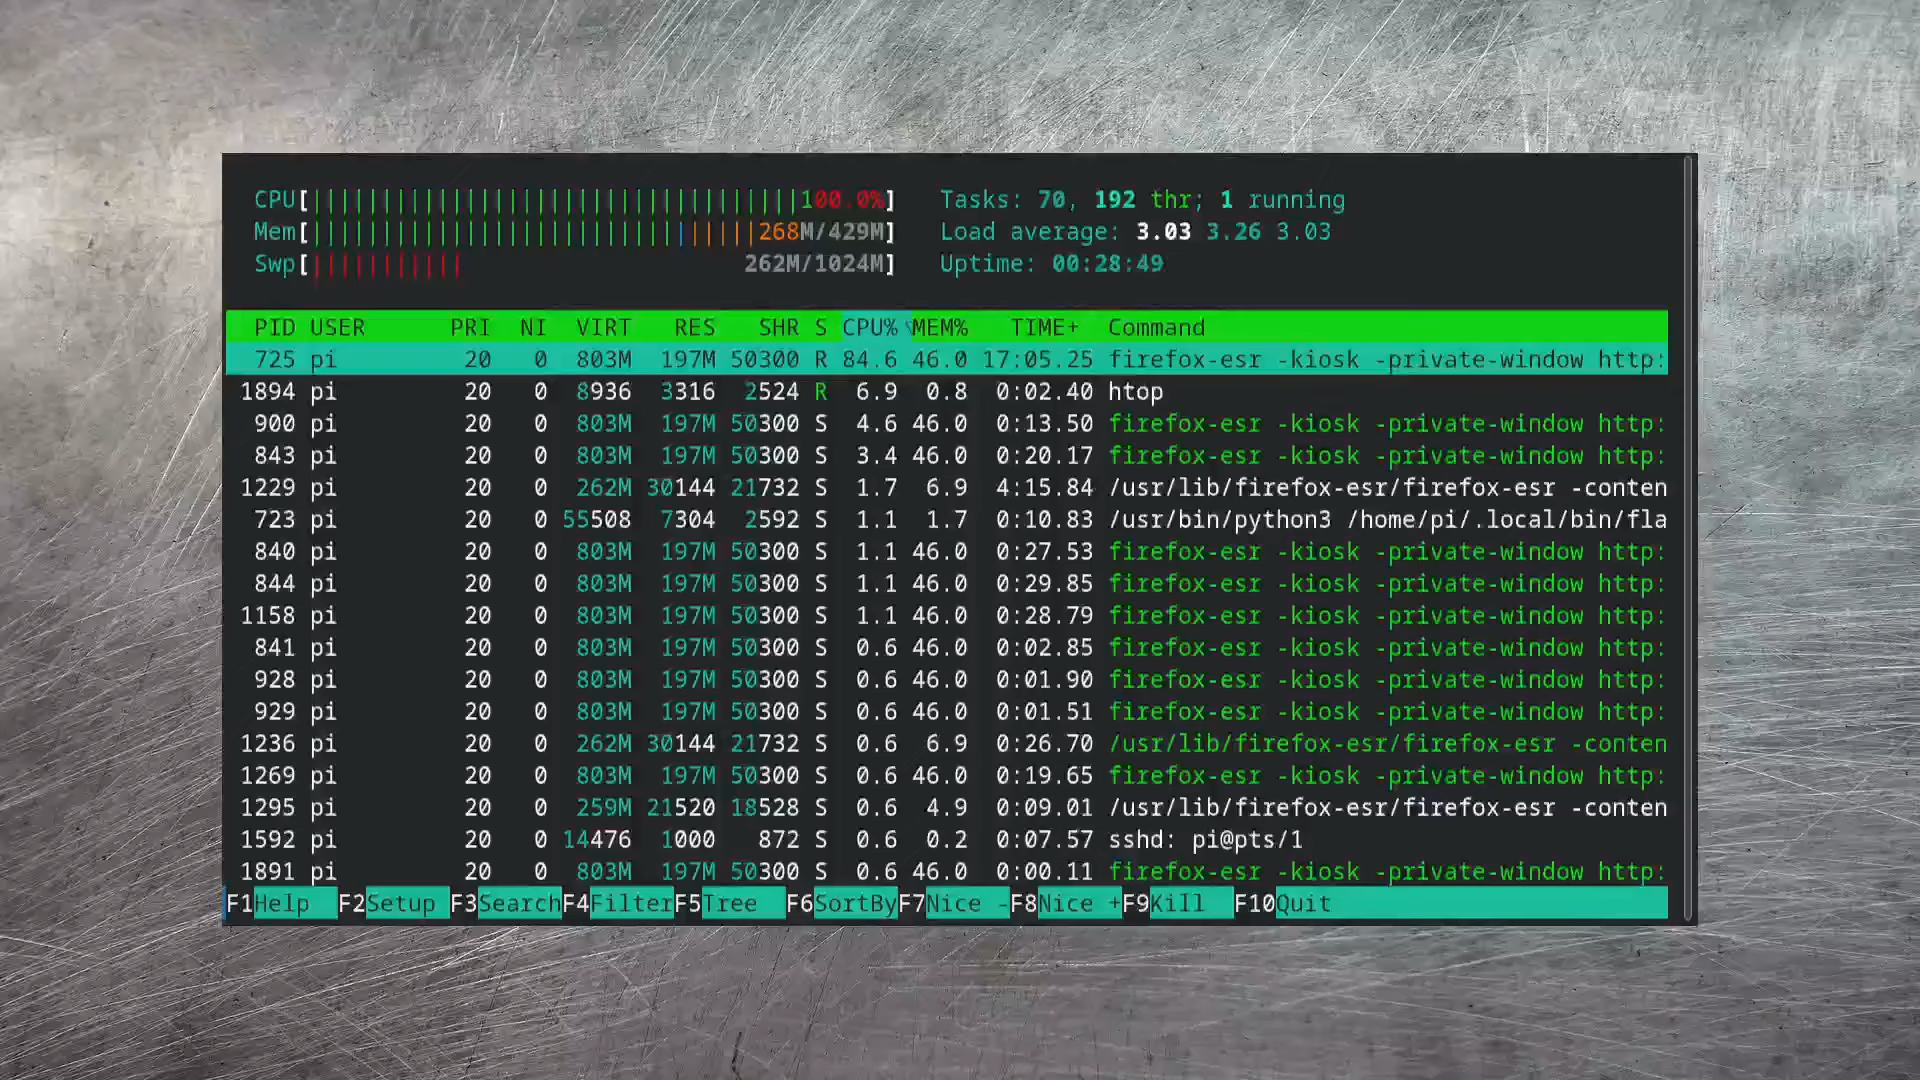 CPU[100.0%] Tasks: 70, 192 thr; 1 running
Mem[268M/429M] Load average: 3.03 3.26 3.03
Swp[262M/1024M] Uptime: 00:28:49
PID USER PRI NI VIRT RES SHR S CPU% MEM% TIME+ Command
725 pi 20 0 803M 197M 50300 R 84.6 46.0 17:05.25 firefox-esr -kiosk -private-window http:
1894 pi 20 0 8936 3316 2524 R 6.9 0.8 0:02.40 htop
900 pi 20 0 803M 197M 50300 S 4.6 46.0 0:13.50 firefox-esr -kiosk -private-window http:
843 pi 20 0 803M 197M 50300 S 3.4 46.0 0:20.17 firefox-esr -kiosk -private-window http:
1229 pi 20 0 262M 30144 21732 S 1.7 6.9 4:15.84 /usr/lib/firefox-esr/firefox-esr -conten
723 pi 20 0 55508 7304 2592 S 1.1 1.7 0:10.83 /usr/bin/python3 /home/pi/.local/bin/fla
840 pi 20 0 803M 197M 50300 S 1.1 46.0 0:27.53 firefox-esr -kiosk -private-window http:
844 pi 20 0 803M 197M 50300 S 1.1 46.0 0:29.85 firefox-esr -kiosk -private-window http:
1158 pi 20 0 803M 197M 50300 S 1.1 46.0 0:28.79 firefox-esr -kiosk -private-window http:
841 pi 20 0 803M 197M 50300 S 0.6 46.0 0:02.85 firefox-esr -kiosk -private-window http:
928 pi 20 0 803M 197M 50300 S 0.6 46.0 0:01.90 firefox-esr -kiosk -private-window http:
929 pi 20 0 803M 197M 50300 S 0.6 46.0 0:01.51 firefox-esr -kiosk -private-window http:
1236 pi 20 0 262M 30144 21732 S 0.6 6.9 0:26.70 /usr/lib/firefox-esr/firefox-esr -conten
1269 pi 20 0 803M 197M 50300 S 0.6 46.0 0:19.65 firefox-esr -kiosk -private-window http:
1295 pi 20 0 259M 21520 18528 S 0.6 4.9 0:09.01 /usr/lib/firefox-esr/firefox-esr -conten
1592 pi 20 0 14476 1000 872 S 0.6 0.2 0:07.57 sshd: pi@pts/1
1891 pi 20 0 803M 197M 50300 S 0.6 46.0 0:00.11 firefox-esr -kiosk -private-window http:
F1Help F2Setup F3SearchF4FilterF5Tree F6SortByF7Nice -F8Nice +F9Kill F10Quit